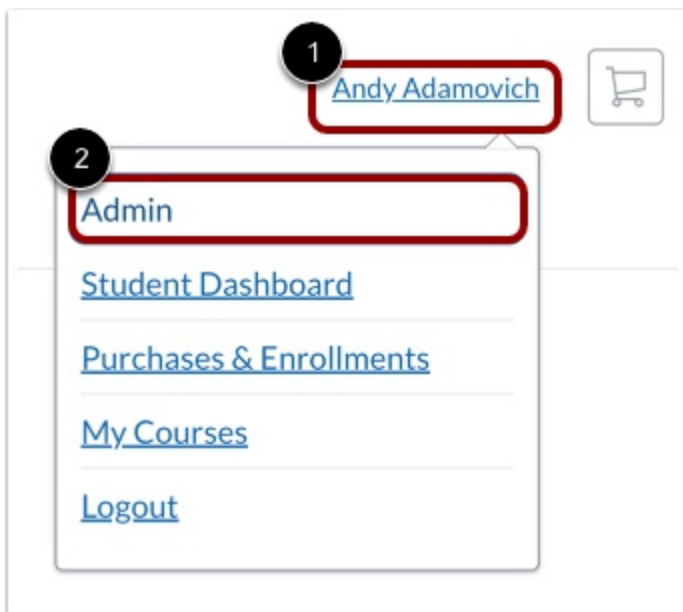 1
Andy Adamovich
2
Admin
Student Dashboard
Purchases & Enrollments
My Courses
Logout